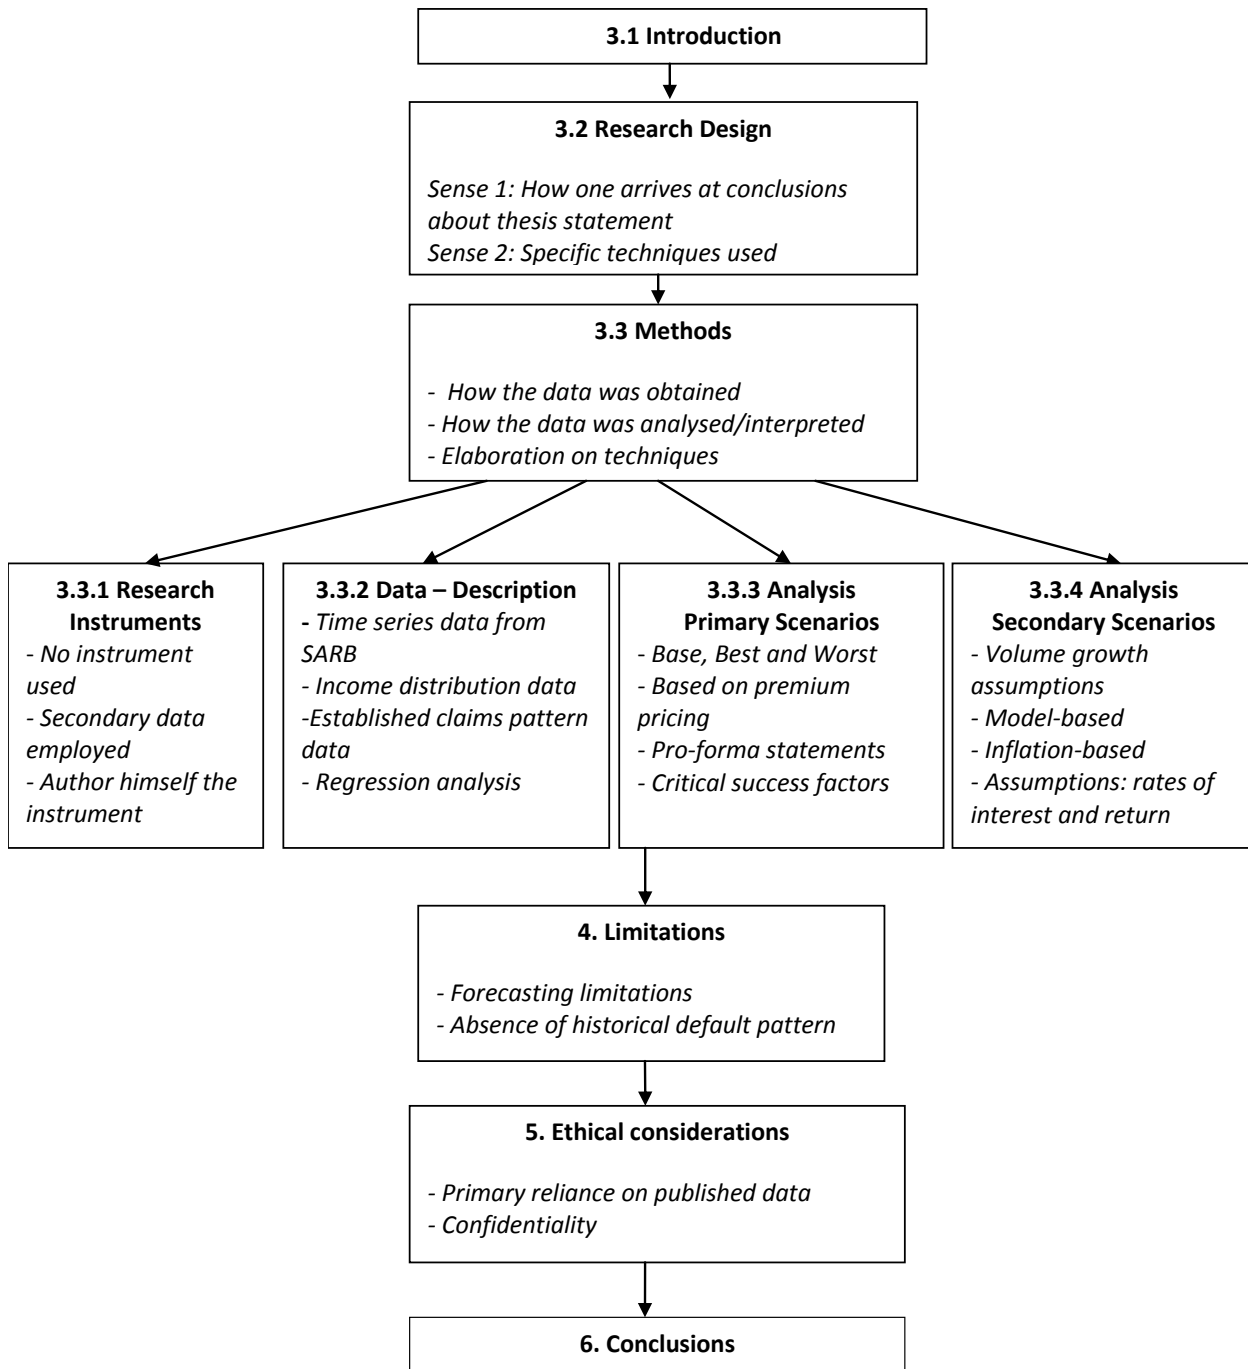 3.1 Introduction
3.2 Research Design
Sense 1: How one arrives at conclusions
about thesis statement
Sense 2: Specific techniques used
3.3 Methods
- How the data was obtained
- How the data was analysed/interpreted
- Elaboration on techniques
3.3.1 Research
Instruments
- No instrument
used
- Secondary data
employed
- Author himself the
instrument
3.3.2 Data – Description
- Time series data from
SARB
- Income distribution data
-Established claims pattern
data
- Regression analysis
3.3.3 Analysis
Primary Scenarios
- Base, Best and Worst
- Based on premium
pricing
- Pro-forma statements
- Critical success factors
3.3.4 Analysis
Secondary Scenarios
- Volume growth
assumptions
- Model-based
- Inflation-based
- Assumptions: rates of
interest and return
4. Limitations
- Forecasting limitations
- Absence of historical default pattern
5. Ethical considerations
- Primary reliance on published data
- Confidentiality
6. Conclusions